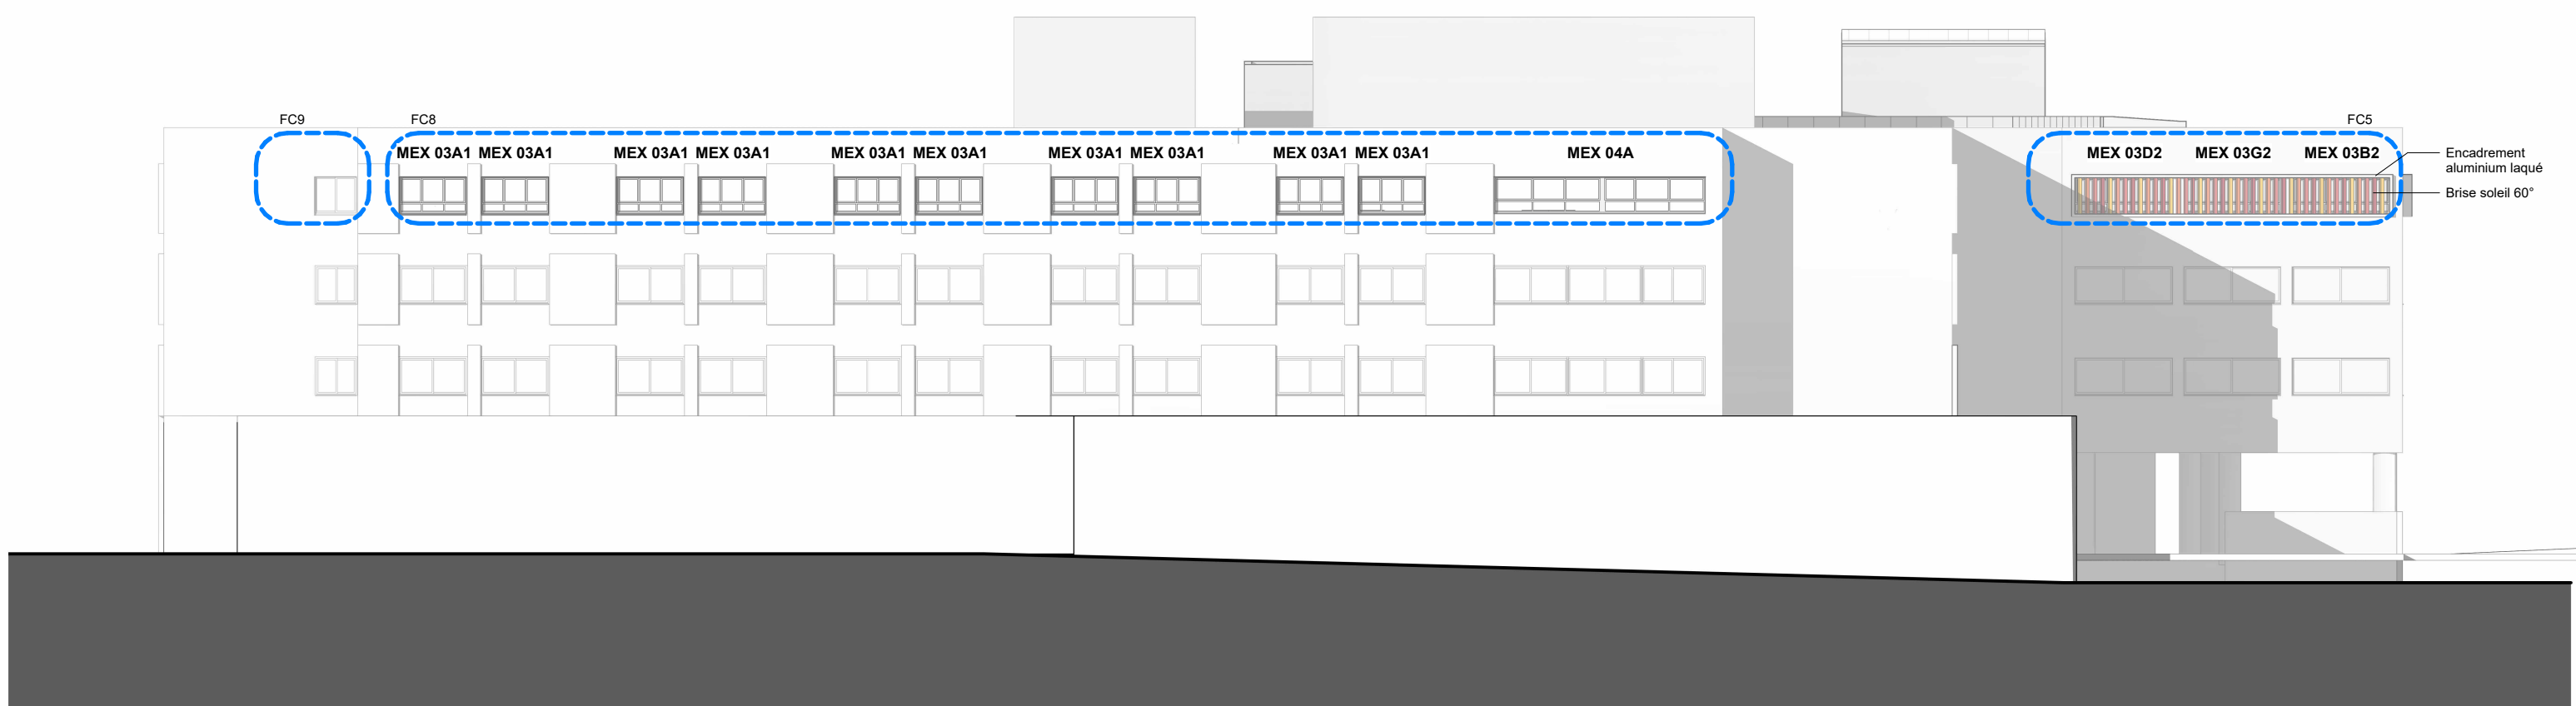 FC9
FC8
FC5
MEX 03A1 MEX 03A1 MEX 03A1 MEX 03A1 MEX 03A1 MEX 03A1 MEX 03A1 MEX 03A1 MEX 03A1 MEX 03A1 MEX 04A MEX 03D2 MEX 03G2 MEX 03B2
Encadrement
aluminium laqué
Brise soleil 60°